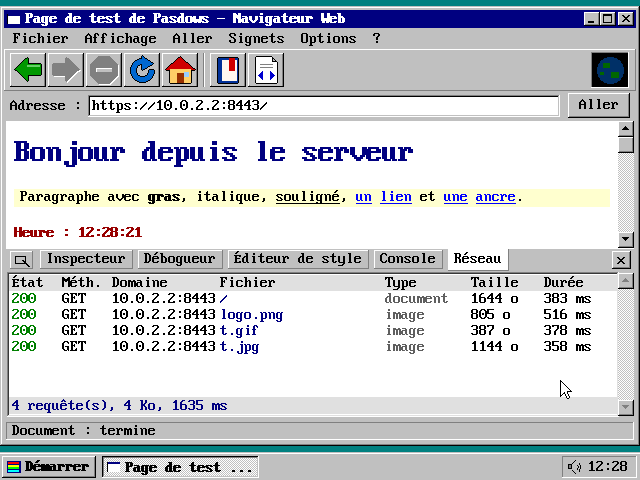 Page de test de Pasdows - Navigateur Web
Fichier Affichage Aller Signets Options ?
Adresse : https://10.0.2.2:8443/ Aller
Bonjour depuis le serveur
Paragraphe avec gras, italique, souligné, un lien et une ancre.
Heure : 12:28:21
Inspecteur Débogueur Éditeur de style Console Réseau
État Méth. Domaine Fichier Type Taille Durée
200 GET 10.0.2.2:8443 / document 1644 o 383 ms
200 GET 10.0.2.2:8443 logo.png image 805 o 516 ms
200 GET 10.0.2.2:8443 t.gif image 387 o 378 ms
200 GET 10.0.2.2:8443 t.jpg image 1144 o 358 ms
4 requête(s), 4 Ko, 1635 ms
Document : termine
Démarrer Page de test ... 12:28